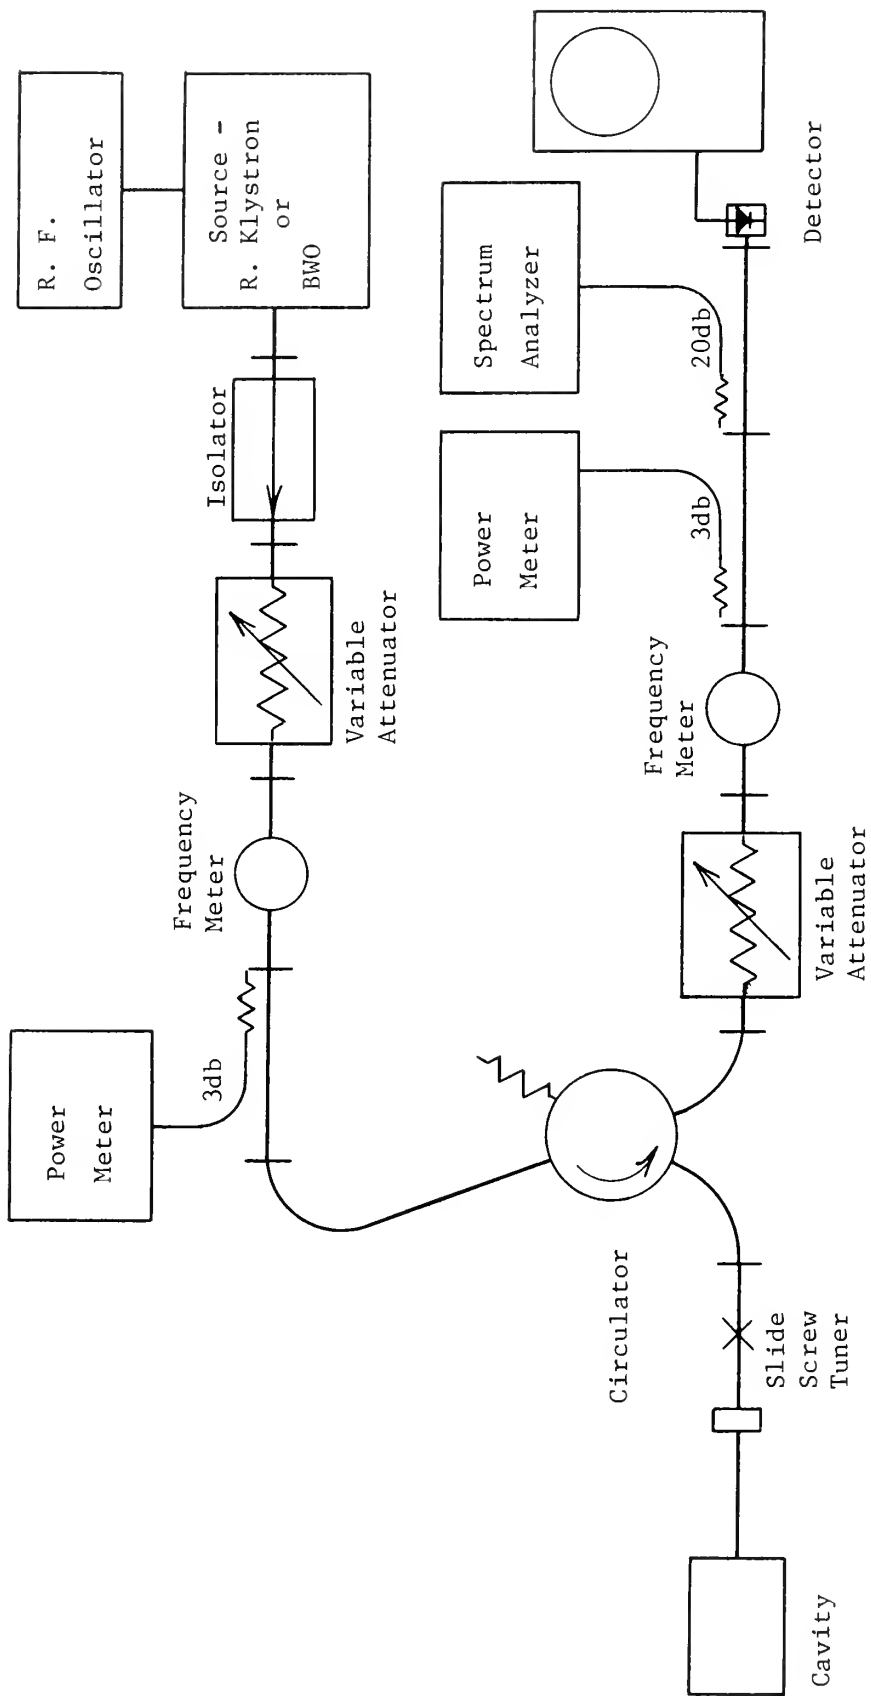 R. F.
Oscillator
Source –
R. Klystron
or
BWO
Isolator
Variable
Attenuator
Frequency
Meter
3db
Power
Meter
Circulator
Slide
Screw
Tuner
Cavity
Variable
Attenuator
Frequency
Meter
3db
Power
Meter
20db
Spectrum
Analyzer
Detector